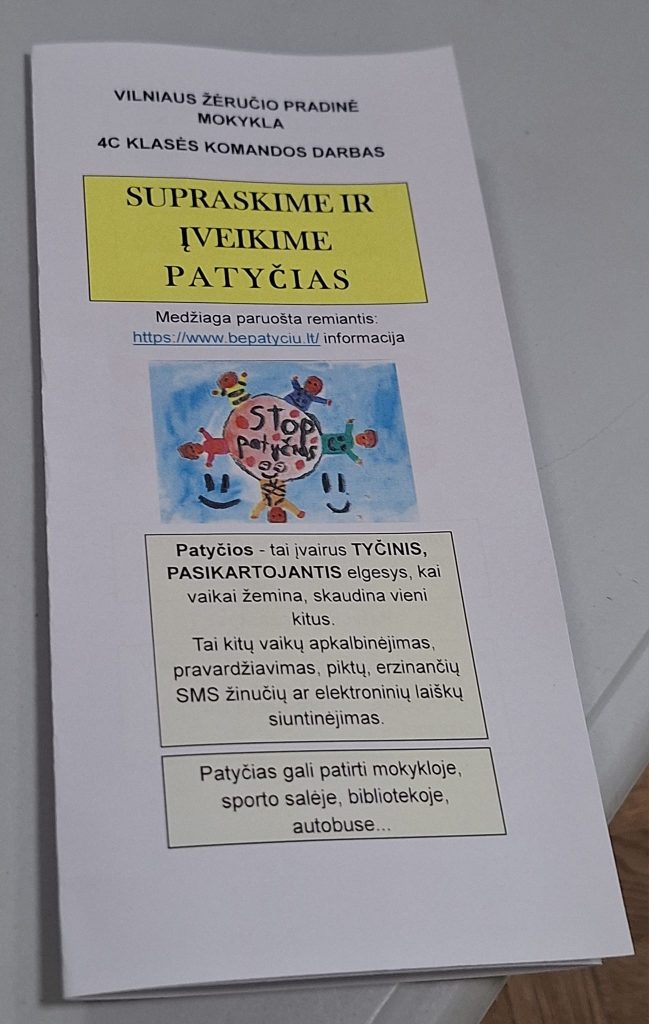 VILNIAUS ŽĖRUČIO PRADINĖ
MOKYKLA
4C KLASĖS KOMANDOS DARBAS
SUPRASKIME IR
ĮVEIKIME
PATYČIAS
Medžiaga paruošta remiantis:
https://www.bepatyciu.lt/ informacija
Stop
patyčios
Patyčios - tai įvairus TYČINIS,
PASIKARTOJANTIS elgesys, kai
vaikai žemina, skaudina vieni
kitus.
Tai kitų vaikų apkalbinėjimas,
pravardžiavimas, piktų, erzinančių
SMS žinučių ar elektroninių laiškų
siuntinėjimas.
Patyčias gali patirti mokykloje,
sporto salėje, bibliotekoje,
autobuse...